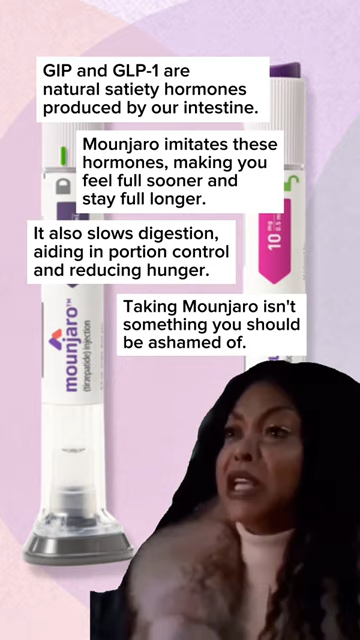 GIP and GLP-1 are
natural satiety hormones
produced by our intestine.
Mounjaro imitates these
hormones, making you
feel full sooner and
stay full longer.
It also slows digestion,
aiding in portion control
and reducing hunger.
Taking Mounjaro isn't
something you should
be ashamed of.
mounjaro™
(tirzepatide) injection
10 mg